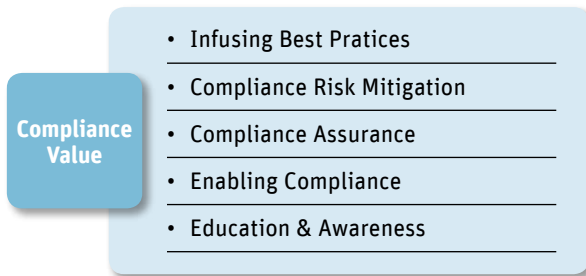 Compliance
Value
• Infusing Best Pratices
• Compliance Risk Mitigation
• Compliance Assurance
• Enabling Compliance
• Education & Awareness